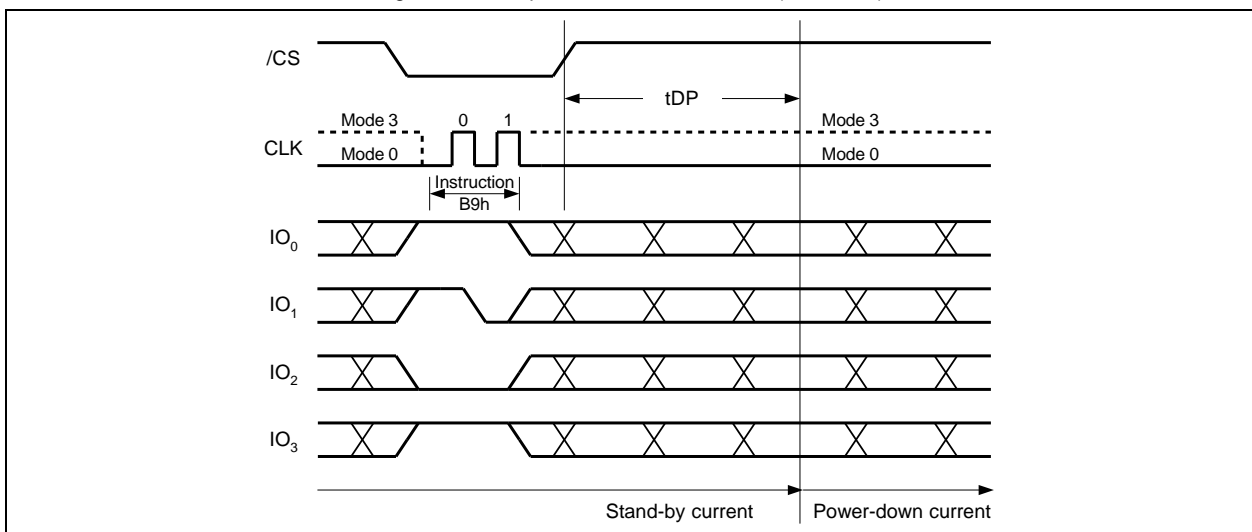 /CS
tDP
Mode 3 0 1 Mode 3
CLK
Mode 0 Mode 0
Instruction
B9h
IO0
IO1
IO2
IO3
Stand-by current Power-down current